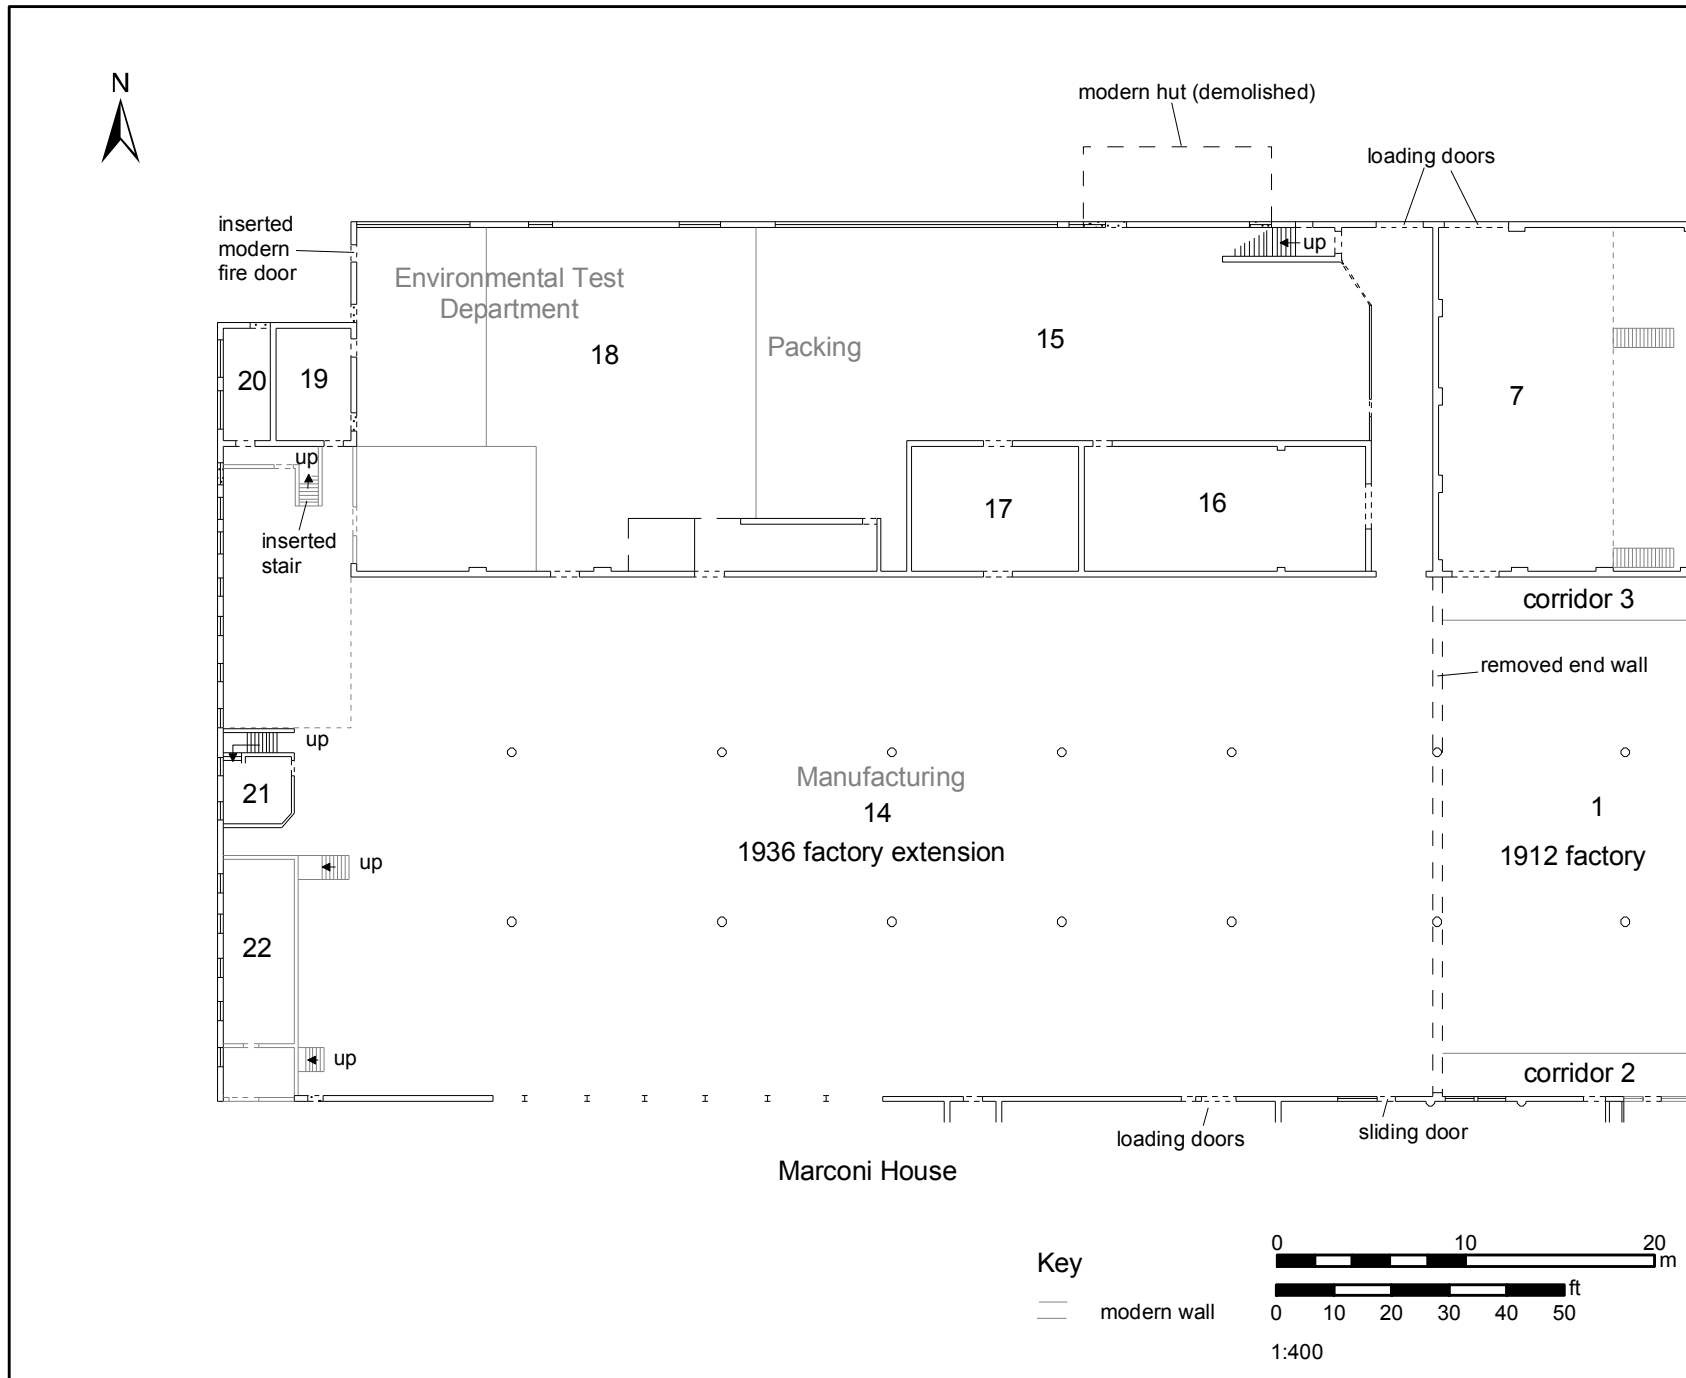 N
modern hut (demolished)
loading doors
inserted
modern
fire door
up
Environmental Test
Department
Packing
15
18
20
19
7
up
17
16
inserted
stair
corridor 3
removed end wall
up
Manufacturing
21
14
1
1936 factory extension
1912 factory
up
22
up
corridor 2
loading doors
sliding door
Marconi House
Key
modern wall
0 10 20
m
ft
0 10 20 30 40 50
1:400